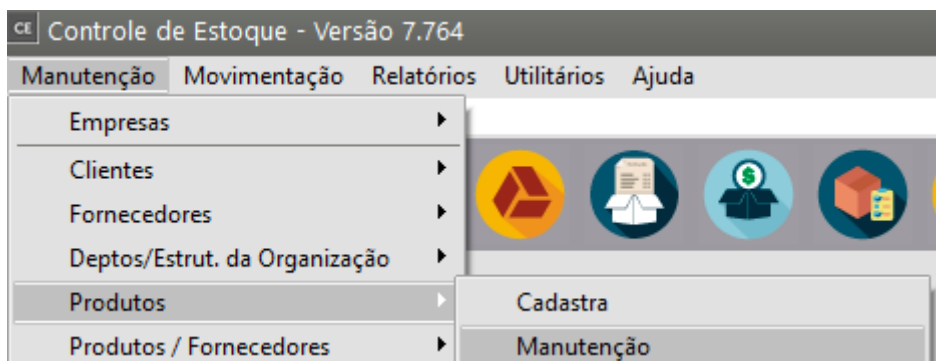 CE Controle de Estoque - Versão 7.764
Manutenção Movimentação Relatórios Utilitários Ajuda
Empresas
Clientes
Fornecedores
Deptos/Estrut. da Organização
Produtos Cadastra
Produtos / Fornecedores Manutenção